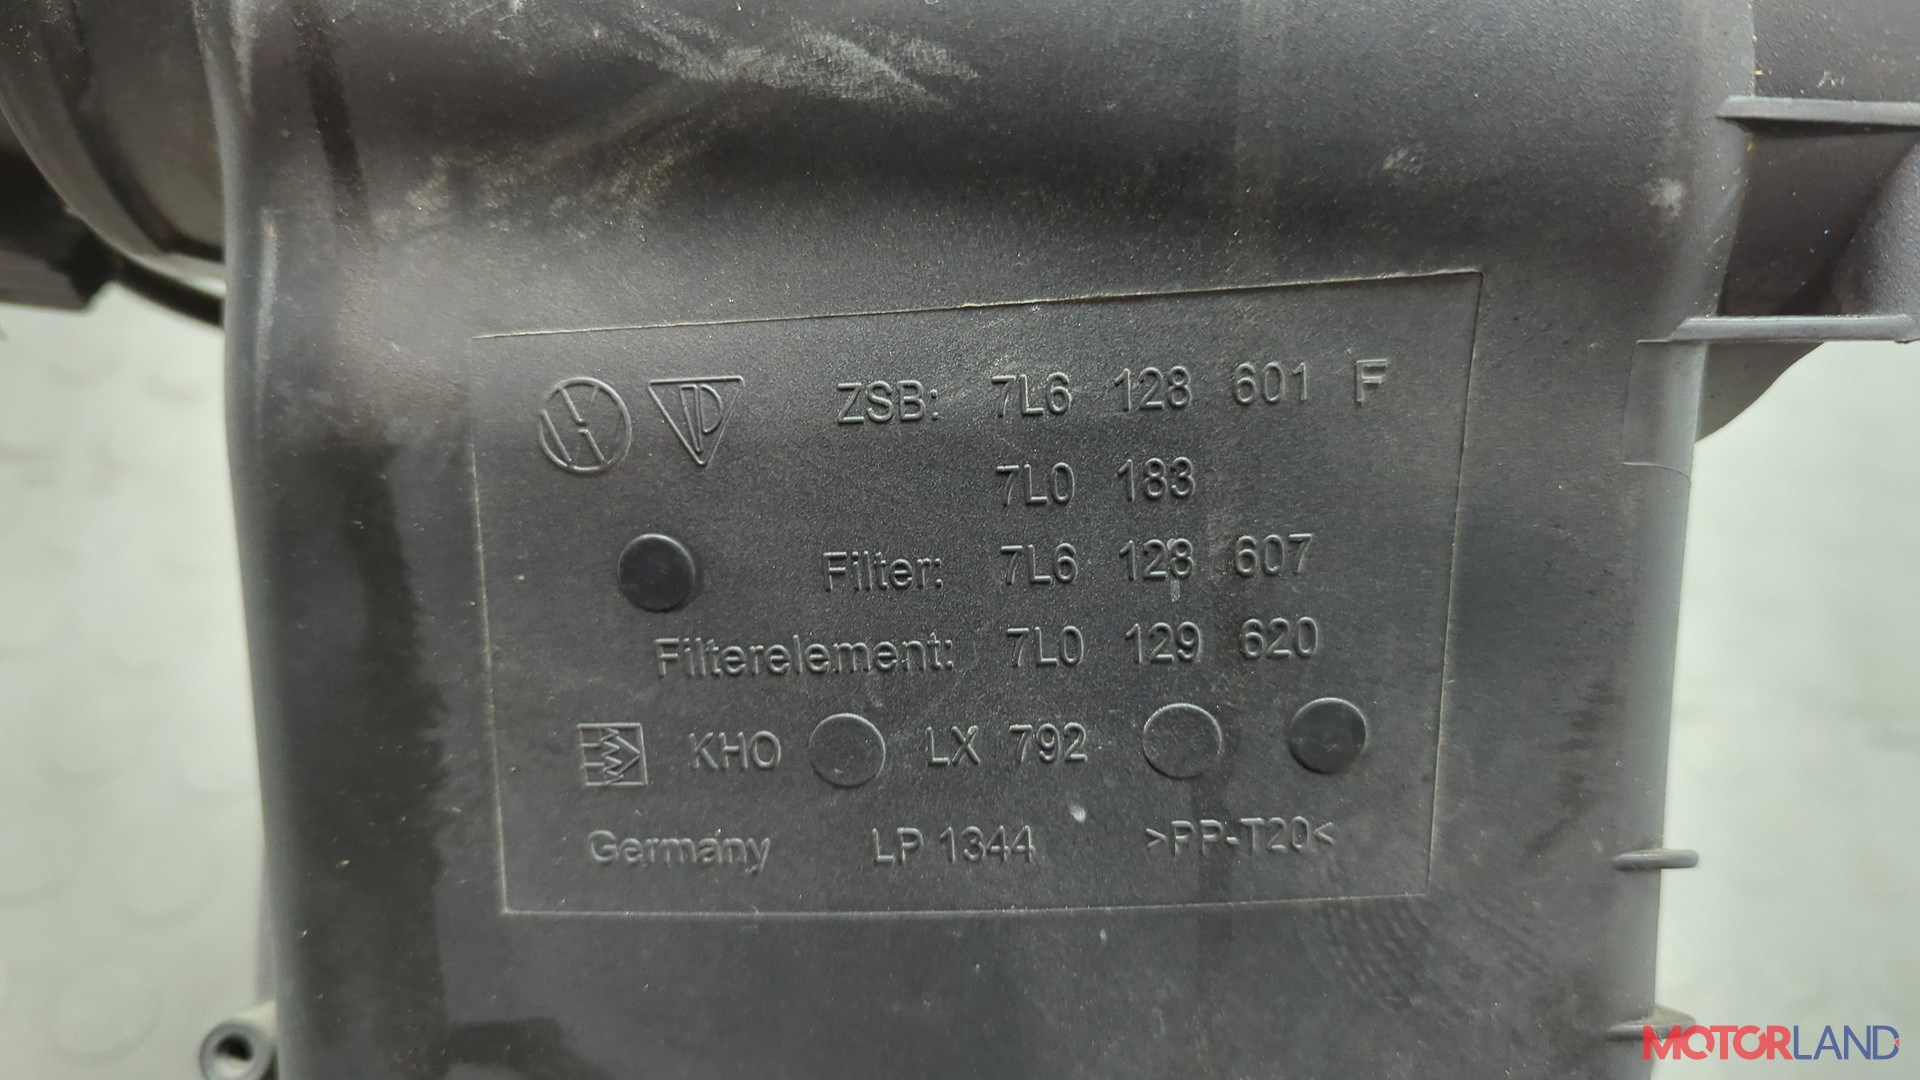 ZSB: 7L6 128 601 F
7L0 183
Filter: 7L6 128 607
Filterelement: 7L0 129 620
KHO LX 792
Germany LP 1344 >PP-T20<
MOTORLAND